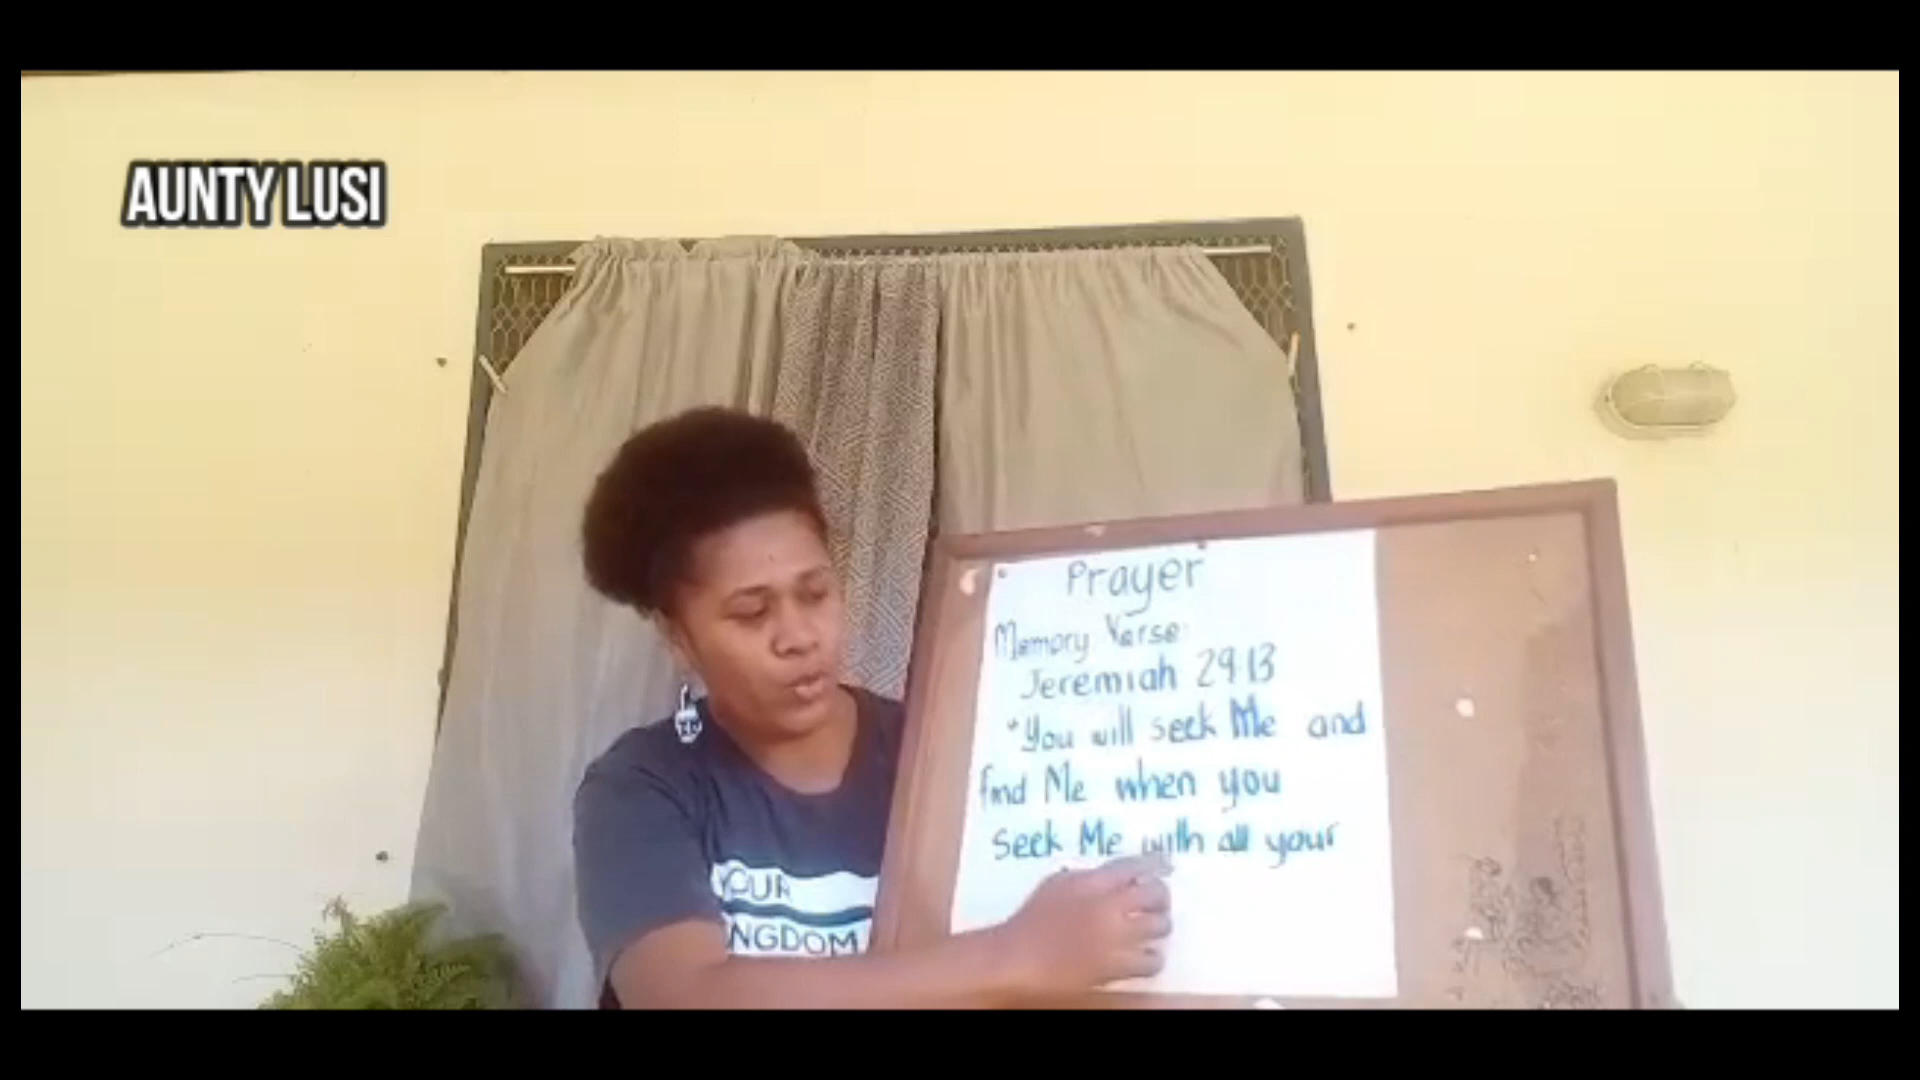 AUNTY LUSI
Prayer
Memory Verse:
Jeremiah 29:13
"You will seek Me and
find Me when you
seek Me with all your
YOUR
NGDOM